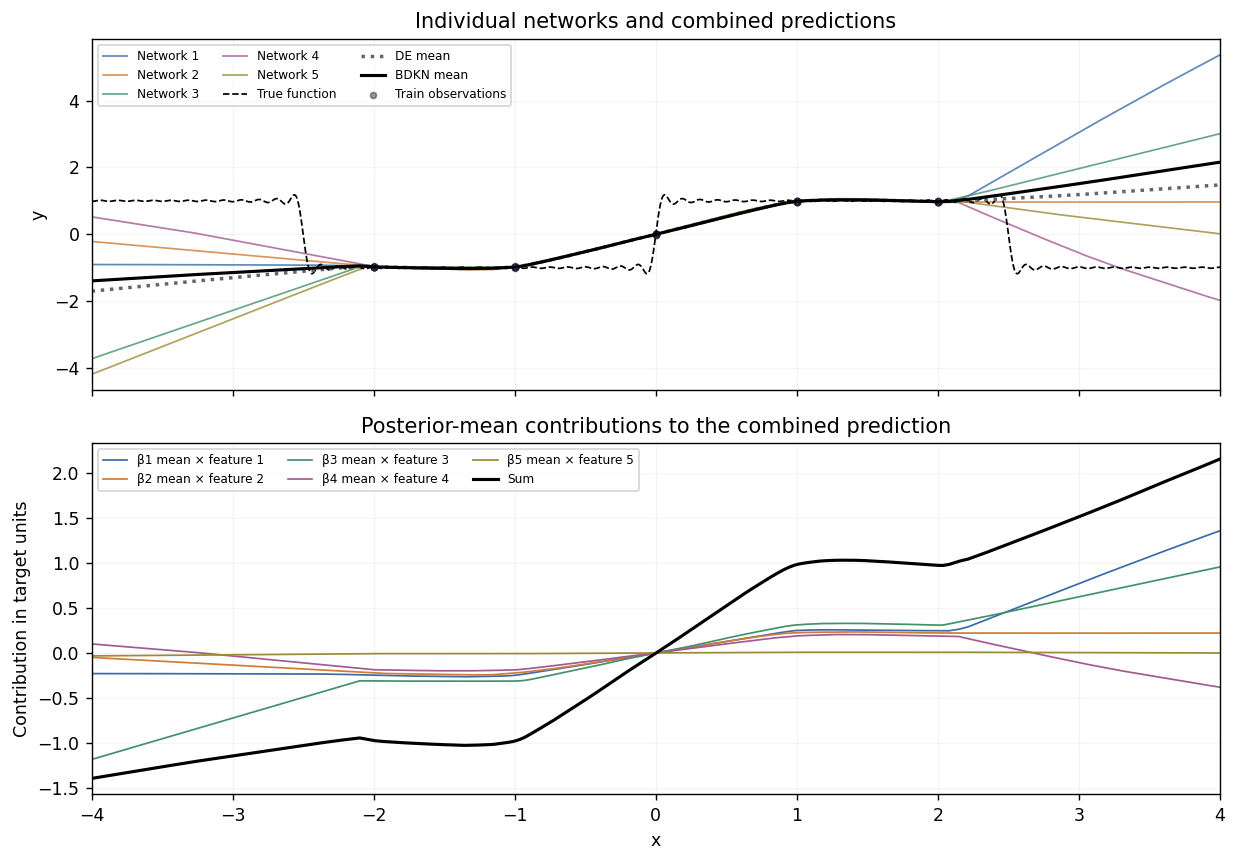 Individual networks and combined predictions
Network 1
Network 2
Network 3
Network 4
Network 5
True function
DE mean
BDKN mean
Train observations
y
4
2
0
−2
−4
Posterior-mean contributions to the combined prediction
β1 mean × feature 1
β2 mean × feature 2
β3 mean × feature 3
β4 mean × feature 4
β5 mean × feature 5
Sum
Contribution in target units
2.0
1.5
1.0
0.5
0.0
−0.5
−1.0
−1.5
−4 −3 −2 −1 0 1 2 3 4
x